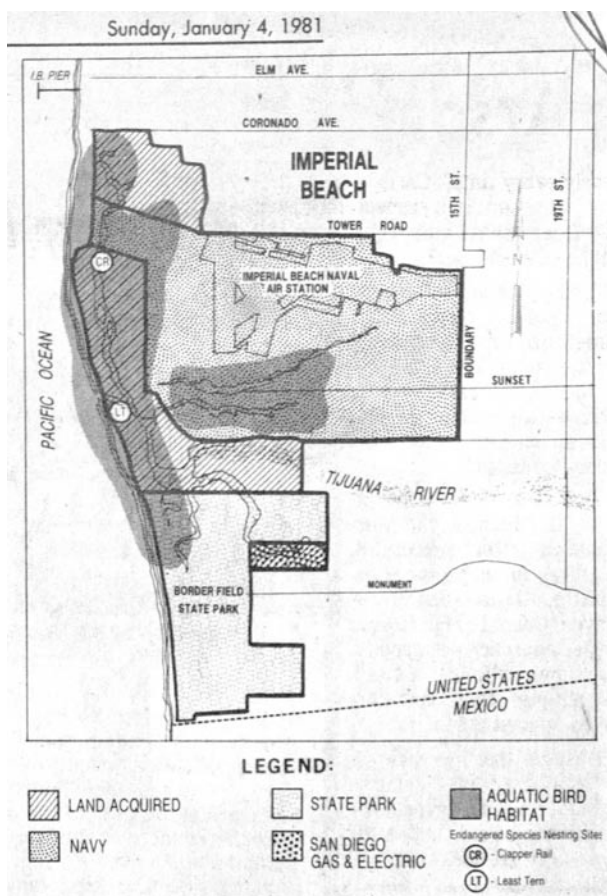 Sunday, January 4, 1981
I.B. PIER
ELM AVE.
CORONADO AVE.
IMPERIAL
BEACH
15TH ST.
19TH ST.
TOWER ROAD
CR
IMPERIAL BEACH NAVAL
AIR STATION
N
BOUNDARY
PACIFIC OCEAN
SUNSET
LT
TIJUANA RIVER
MONUMENT
BORDER FIELD
STATE PARK
UNITED STATES
MEXICO
LEGEND:
LAND ACQUIRED
STATE PARK
AQUATIC BIRD
HABITAT
NAVY
SAN DIEGO
GAS & ELECTRIC
Endangered Species Nesting Sites
CR - Clapper Rail
LT - Least Tern